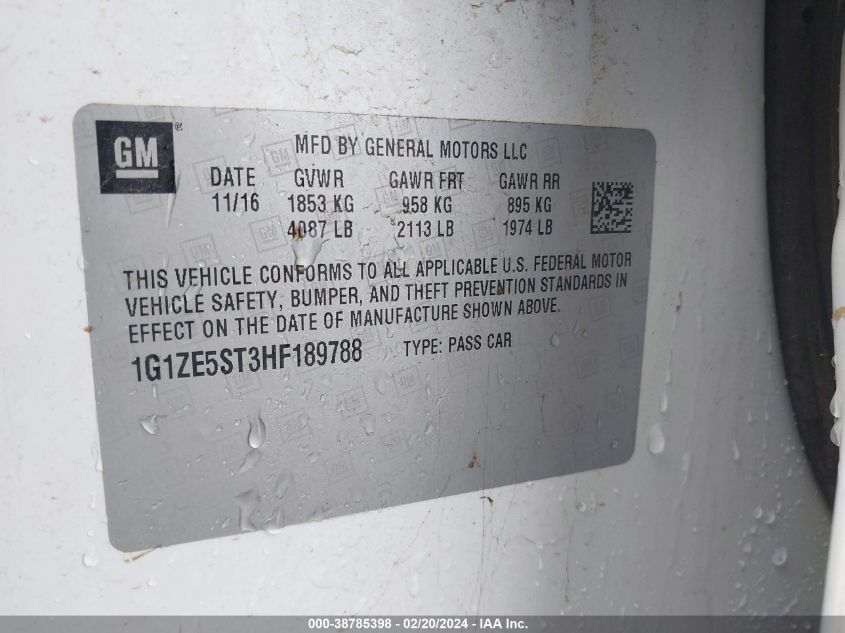 GM®
MFD BY GENERAL MOTORS LLC
DATE GVWR GAWR FRT GAWR RR
11/16 1853 KG 958 KG 895 KG
4087 LB 2113 LB 1974 LB
THIS VEHICLE CONFORMS TO ALL APPLICABLE U.S. FEDERAL MOTOR
VEHICLE SAFETY, BUMPER, AND THEFT PREVENTION STANDARDS IN
EFFECT ON THE DATE OF MANUFACTURE SHOWN ABOVE.
1G1ZE5ST3HF189788 TYPE: PASS CAR
000-38785398 - 02/20/2024 - IAA Inc.